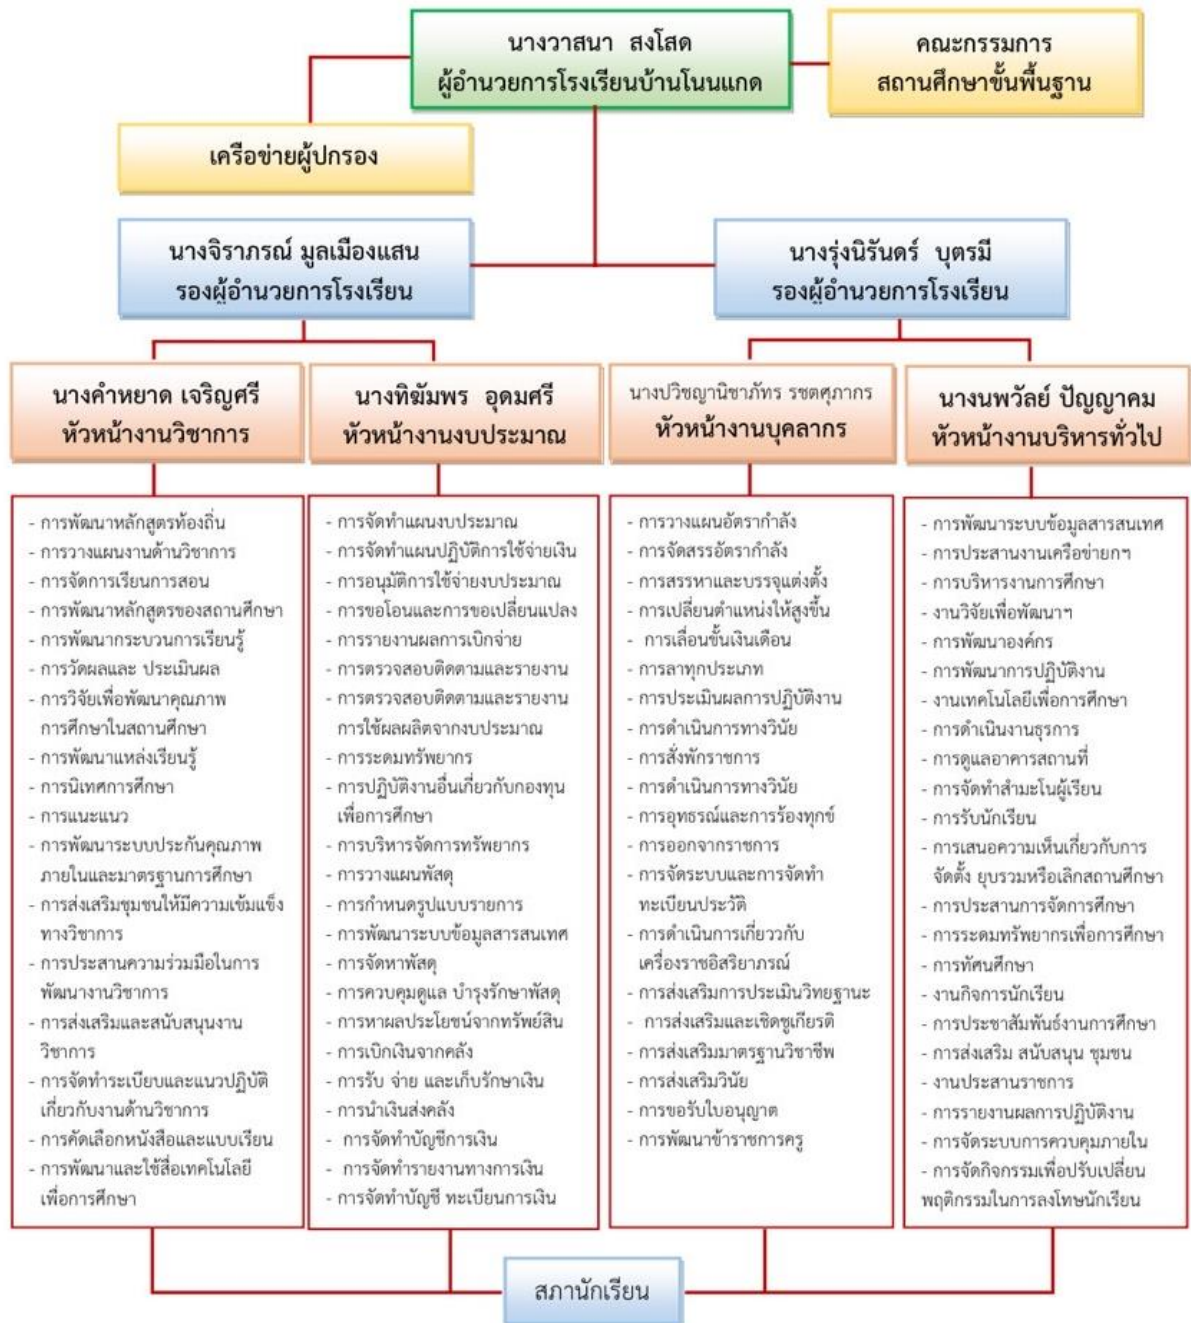 นางวาสนา สงโสด
ผู้อำนวยการโรงเรียนบ้านโนนแกด
คณะกรรมการ
สถานศึกษาขั้นพื้นฐาน
เครือข่ายผู้ปกรอง
นางจิราภรณ์ มูลเมืองแสน
รองผู้อำนวยการโรงเรียน
นางรุ่งนิรันดร์ บุตรมี
รองผู้อำนวยการโรงเรียน
นางคำหยาด เจริญศรี
หัวหน้างานวิชาการ
นางทิฆัมพร อุดมศรี
หัวหน้างานงบประมาณ
นางปวิชญานิชาภัทร รชตศุภากร
หัวหน้างานบุคลากร
นางนพวัลย์ ปัญญาคม
หัวหน้างานบริหารทั่วไป
- การพัฒนาหลักสูตรท้องถิ่น
- การวางแผนงานด้านวิชาการ
- การจัดการเรียนการสอน
- การพัฒนาหลักสูตรของสถานศึกษา
- การพัฒนากระบวนการเรียนรู้
- การวัดผลและ ประเมินผล
- การวิจัยเพื่อพัฒนาคุณภาพ
การศึกษาในสถานศึกษา
- การพัฒนาแหล่งเรียนรู้
- การนิเทศการศึกษา
- การแนะแนว
- การพัฒนาระบบประกันคุณภาพ
ภายในและมาตรฐานการศึกษา
- การส่งเสริมชุมชนให้มีความเข้มแข็ง
ทางวิชาการ
- การประสานความร่วมมือในการ
พัฒนางานวิชาการ
- การส่งเสริมและสนับสนุนงาน
วิชาการ
- การจัดทำระเบียบและแนวปฏิบัติ
เกี่ยวกับงานด้านวิชาการ
- การคัดเลือกหนังสือและแบบเรียน
- การพัฒนาและใช้สื่อเทคโนโลยี
เพื่อการศึกษา
- การจัดทำแผนงบประมาณ
- การจัดทำแผนปฏิบัติการใช้จ่ายเงิน
- การอนุมัติการใช้จ่ายงบประมาณ
- การขอโอนและการขอเปลี่ยนแปลง
- การรายงานผลการเบิกจ่าย
- การตรวจสอบติดตามและรายงาน
- การตรวจสอบติดตามและรายงาน
การใช้ผลผลิตจากงบประมาณ
- การระดมทรัพยากร
- การปฏิบัติงานอื่นเกี่ยวกับกองทุน
เพื่อการศึกษา
- การบริหารจัดการทรัพยากร
- การวางแผนพัสดุ
- การกำหนดรูปแบบรายการ
- การพัฒนาระบบข้อมูลสารสนเทศ
- การจัดหาพัสดุ
- การควบคุมดูแล บำรุงรักษาพัสดุ
- การหาผลประโยชน์จากทรัพย์สิน
- การเบิกเงินจากคลัง
- การรับ จ่าย และเก็บรักษาเงิน
- การนำเงินส่งคลัง
- การจัดทำบัญชีการเงิน
- การจัดทำรายงานทางการเงิน
- การจัดทำบัญชี ทะเบียนการเงิน
- การวางแผนอัตรากำลัง
- การจัดสรรอัตรากำลัง
- การสรรหาและบรรจุแต่งตั้ง
- การเปลี่ยนตำแหน่งให้สูงขึ้น
- การเลื่อนขั้นเงินเดือน
- การลาทุกประเภท
- การประเมินผลการปฏิบัติงาน
- การดำเนินการทางวินัย
- การสั่งพักราชการ
- การดำเนินการทางวินัย
- การอุทธรณ์และการร้องทุกข์
- การออกจากราชการ
- การจัดระบบและการจัดทำ
ทะเบียนประวัติ
- การดำเนินการเกี่ยววกับ
เครื่องราชอิสริยาภรณ์
- การส่งเสริมการประเมินวิทยฐานะ
- การส่งเสริมและเชิดชูเกียรติ
- การส่งเสริมมาตรฐานวิชาชีพ
- การส่งเสริมวินัย
- การขอรับใบอนุญาต
- การพัฒนาข้าราชการครู
- การพัฒนาระบบข้อมูลสารสนเทศ
- การประสานงานเครือข่ายกฯ
- การบริหารงานการศึกษา
- งานวิจัยเพื่อพัฒนาฯ
- การพัฒนาองค์กร
- การพัฒนาการปฏิบัติงาน
- งานเทคโนโลยีเพื่อการศึกษา
- การดำเนินงานธุรการ
- การดูแลอาคารสถานที่
- การจัดทำสำมะโนผู้เรียน
- การรับนักเรียน
- การเสนอความเห็นเกี่ยวกับการ
จัดตั้ง ยุบรวมหรือเลิกสถานศึกษา
- การประสานการจัดการศึกษา
- การระดมทรัพยากรเพื่อการศึกษา
- การทัศนศึกษา
- งานกิจการนักเรียน
- การประชาสัมพันธ์งานการศึกษา
- การส่งเสริม สนับสนุน ชุมชน
- งานประสานราชการ
- การรายงานผลการปฏิบัติงาน
- การจัดระบบการควบคุมภายใน
- การจัดกิจกรรมเพื่อปรับเปลี่ยน
พฤติกรรมในการลงโทษนักเรียน
สภานักเรียน